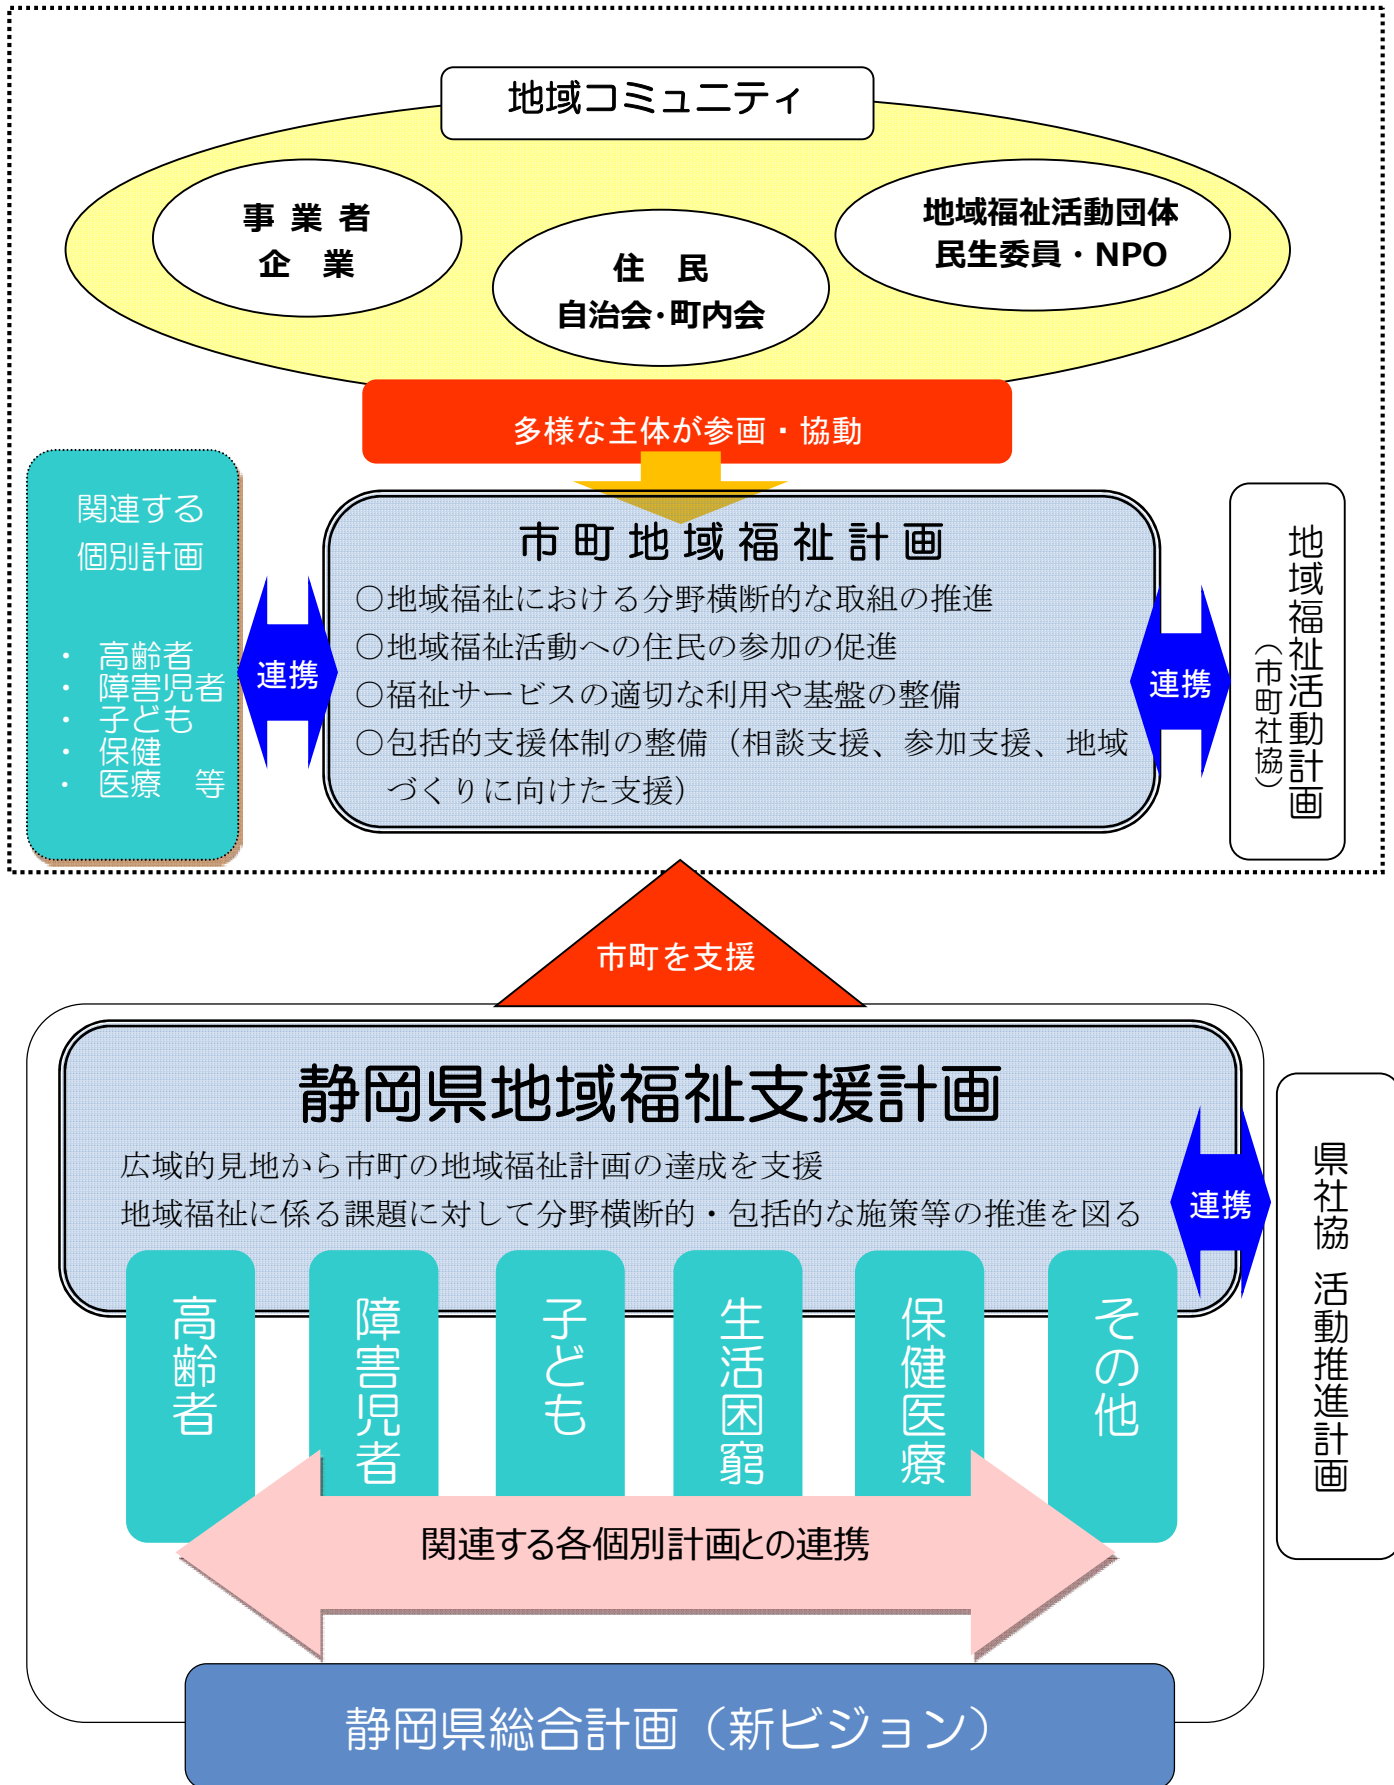 地域コミュニティ
事 業 者
企　業
住　民
自治会・町内会
地域福祉活動団体
民生委員・NPO
多様な主体が参画・協動
関連する
個別計画
・ 高齢者
・ 障害児者
・ 子ども
・ 保健
・ 医療　等
連携
市町地域福祉計画
○地域福祉における分野横断的な取組の推進
○地域福祉活動への住民の参加の促進
○福祉サービスの適切な利用や基盤の整備
○包括的支援体制の整備（相談支援、参加支援、地域
づくりに向けた支援）
連携
地域福祉活動計画
（市町社協）
市町を支援
静岡県地域福祉支援計画
広域的見地から市町の地域福祉計画の達成を支援
地域福祉に係る課題に対して分野横断的・包括的な施策等の推進を図る
連携
県社協 活動推進計画
高齢者
障害児者
子ども
生活困窮
保健医療
その他
関連する各個別計画との連携
静岡県総合計画（新ビジョン）